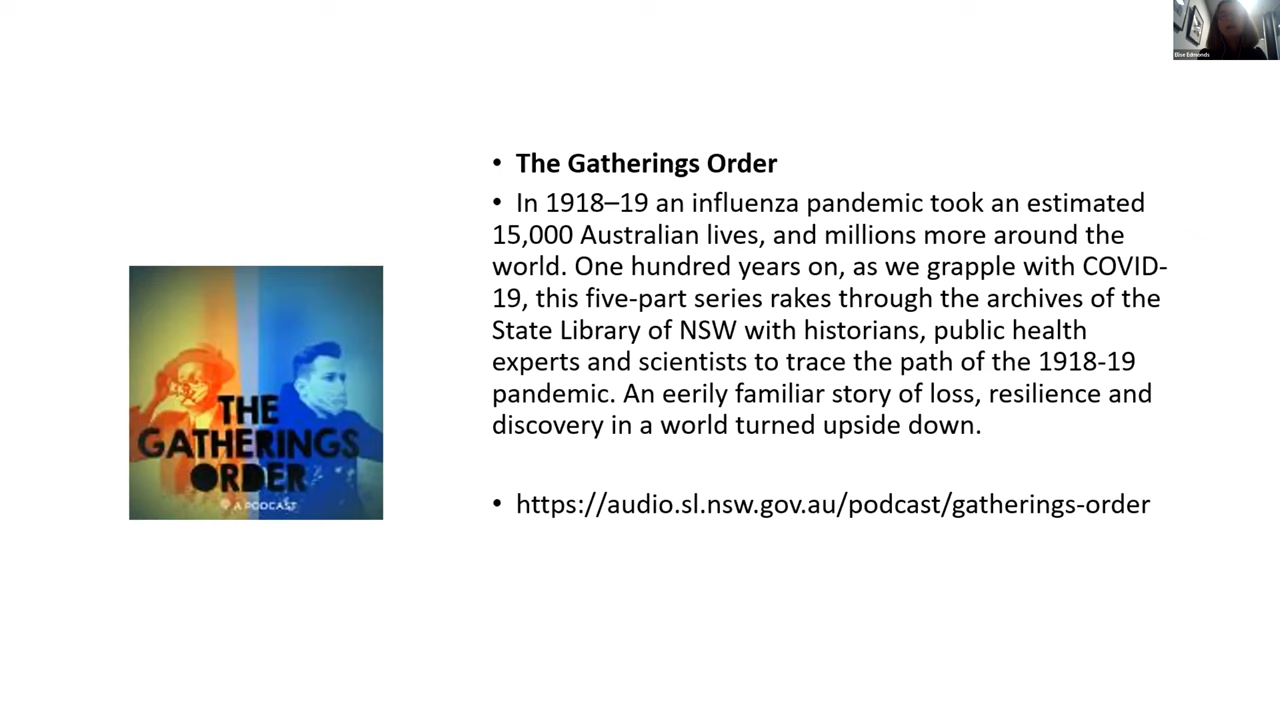 Elise Edmonds
• The Gatherings Order
• In 1918–19 an influenza pandemic took an estimated
15,000 Australian lives, and millions more around the
world. One hundred years on, as we grapple with COVID-
19, this five-part series rakes through the archives of the
State Library of NSW with historians, public health
experts and scientists to trace the path of the 1918-19
pandemic. An eerily familiar story of loss, resilience and
discovery in a world turned upside down.
• https://audio.sl.nsw.gov.au/podcast/gatherings-order
THE
GATHERINGS
ORDER
A PODCAST